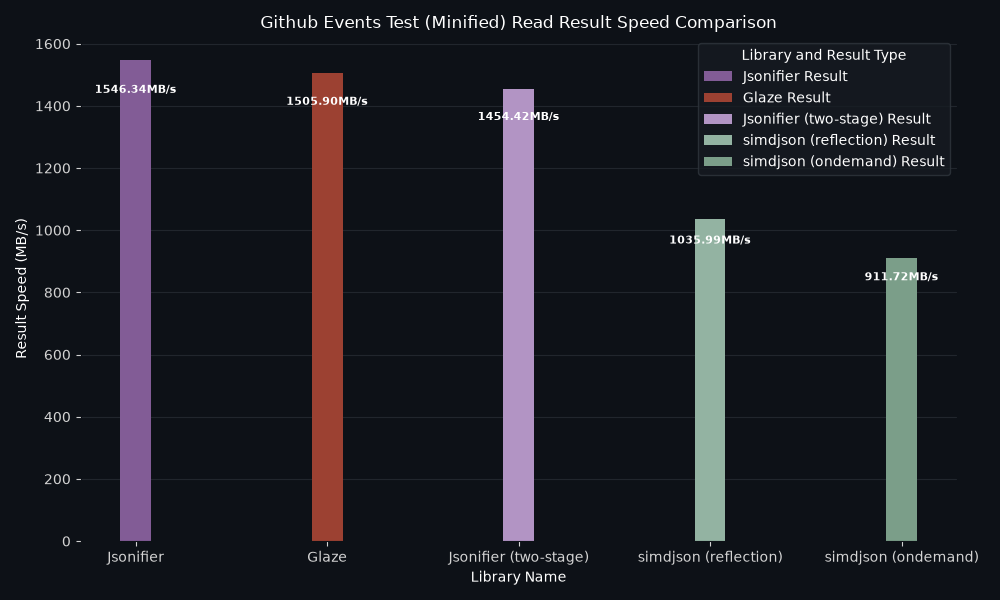 Github Events Test (Minified) Read Result Speed Comparison
Result Speed (MB/s)
1600
1400
1200
1000
800
600
400
200
0
Library and Result Type
Jsonifier Result
Glaze Result
Jsonifier (two-stage) Result
simdjson (reflection) Result
simdjson (ondemand) Result
1546.34MB/s
1505.90MB/s
1454.42MB/s
1035.99MB/s
911.72MB/s
Jsonifier
Glaze
Jsonifier (two-stage)
simdjson (reflection)
simdjson (ondemand)
Library Name